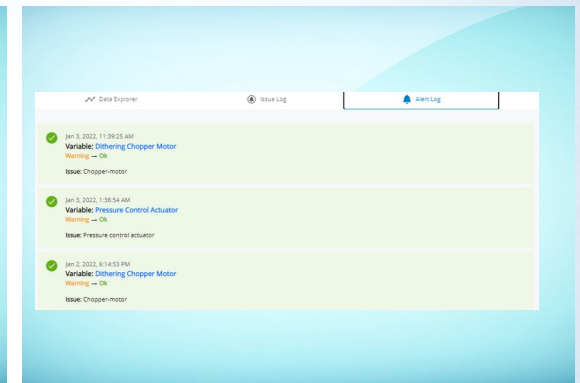 Data Explorer
Issue Log
Alert Log
Jan 3, 2022, 11:39:25 AM
Variable: Dithering Chopper Motor
Warning → Ok
Issue: Chopper-motor
Jan 3, 2022, 1:36:54 AM
Variable: Pressure Control Actuator
Warning → Ok
Issue: Pressure control actuator
Jan 2, 2022, 6:14:53 PM
Variable: Dithering Chopper Motor
Warning → Ok
Issue: Chopper-motor